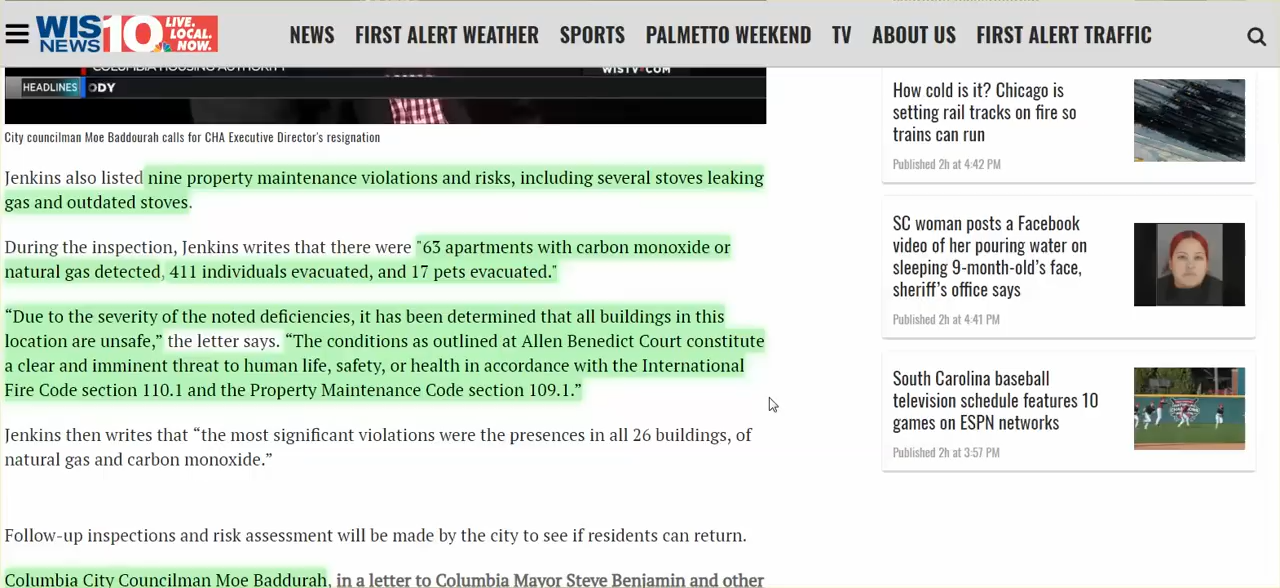 WIS
NEWS
10
LIVE.
LOCAL.
NOW.
NEWS FIRST ALERT WEATHER SPORTS PALMETTO WEEKEND TV ABOUT US FIRST ALERT TRAFFIC
COLUMBIA HOUSING AUTHORITY
WISTV.COM
HEADLINES ODY
City councilman Moe Baddourah calls for CHA Executive Director's resignation
Jenkins also listed nine property maintenance violations and risks, including several stoves leaking
gas and outdated stoves.
During the inspection, Jenkins writes that there were "63 apartments with carbon monoxide or
natural gas detected, 411 individuals evacuated, and 17 pets evacuated."
“Due to the severity of the noted deficiencies, it has been determined that all buildings in this
location are unsafe,” the letter says. “The conditions as outlined at Allen Benedict Court constitute
a clear and imminent threat to human life, safety, or health in accordance with the International
Fire Code section 110.1 and the Property Maintenance Code section 109.1.”
Jenkins then writes that “the most significant violations were the presences in all 26 buildings, of
natural gas and carbon monoxide.”
Follow-up inspections and risk assessment will be made by the city to see if residents can return.
Columbia City Councilman Moe Baddurah, in a letter to Columbia Mayor Steve Benjamin and other
How cold is it? Chicago is
setting rail tracks on fire so
trains can run
Published 2h at 4:42 PM
SC woman posts a Facebook
video of her pouring water on
sleeping 9-month-old’s face,
sheriff’s office says
Published 2h at 4:41 PM
South Carolina baseball
television schedule features 10
games on ESPN networks
Published 2h at 3:57 PM